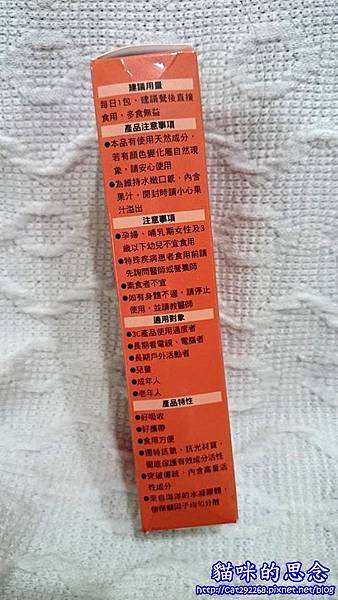 建議用量
每日1包，建議餐後直接
食用，多食無益
產品注意事項
●本品有使用天然成分，
若有顏色變化屬自然現
象，請安心使用
●為維持水嫩口感，內含
果汁，開封時請小心果
汁溢出
注意事項
●孕婦、哺乳期女性及3
歲以下幼兒不宜食用
●特殊疾病患者食用前請
先詢問醫師或營養師
●素食者不宜
●如有身體不適，請停止
使用，並請教醫師
適用對象
●3C產品使用過度者
●長期看電視、電腦者
●長期戶外活動者
●兒童
●成年人
●老年人
產品特性
●好吸收
●好攜帶
●食用方便
●獨特抗氧、抗光材質，
徹底保護有效成分活性
●突破傳統，內含高量活
性成分
●來自海洋的水凝膠體，
使保健因子均勻分散
貓咪的思念
http://cat292268.pixnet.net/blog